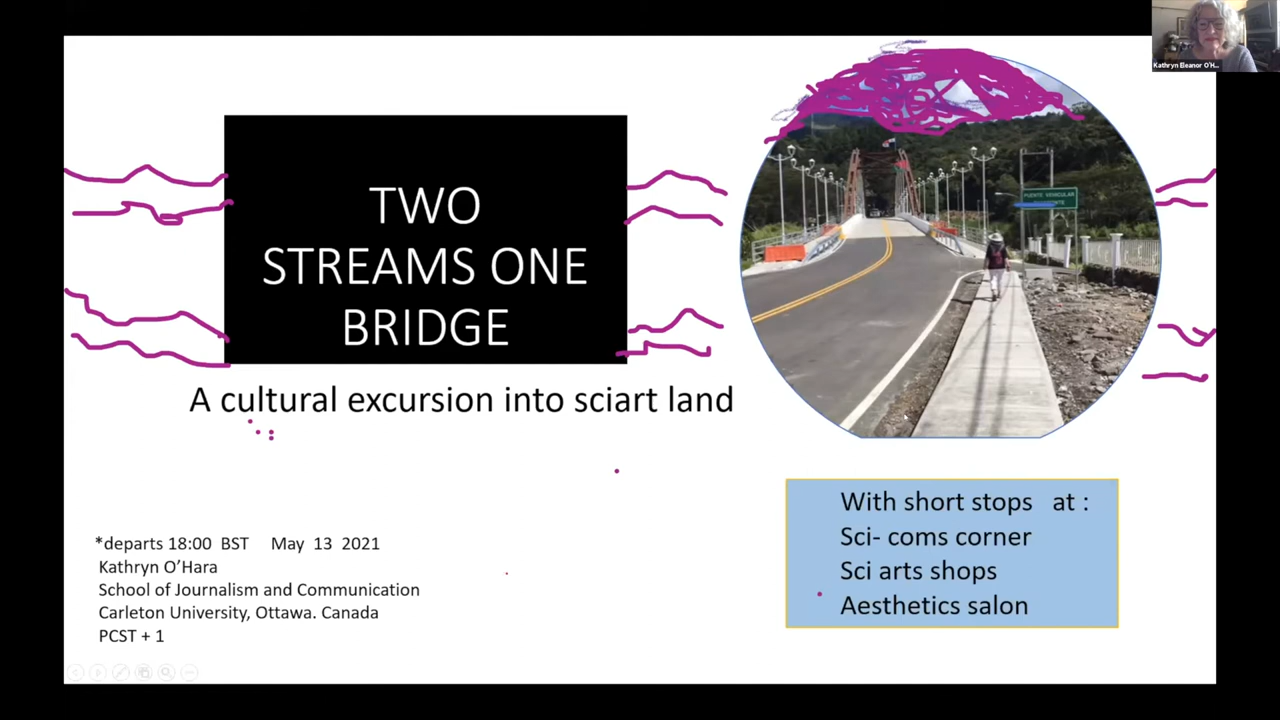 Kathryn Eleanor O'H...
TWO
STREAMS ONE
BRIDGE
PUENTE VEHICULAR
A cultural excursion into sciart land
With short stops at :
Sci- coms corner
Sci arts shops
Aesthetics salon
*departs 18:00 BST May 13 2021
Kathryn O’Hara
School of Journalism and Communication
Carleton University, Ottawa. Canada
PCST + 1